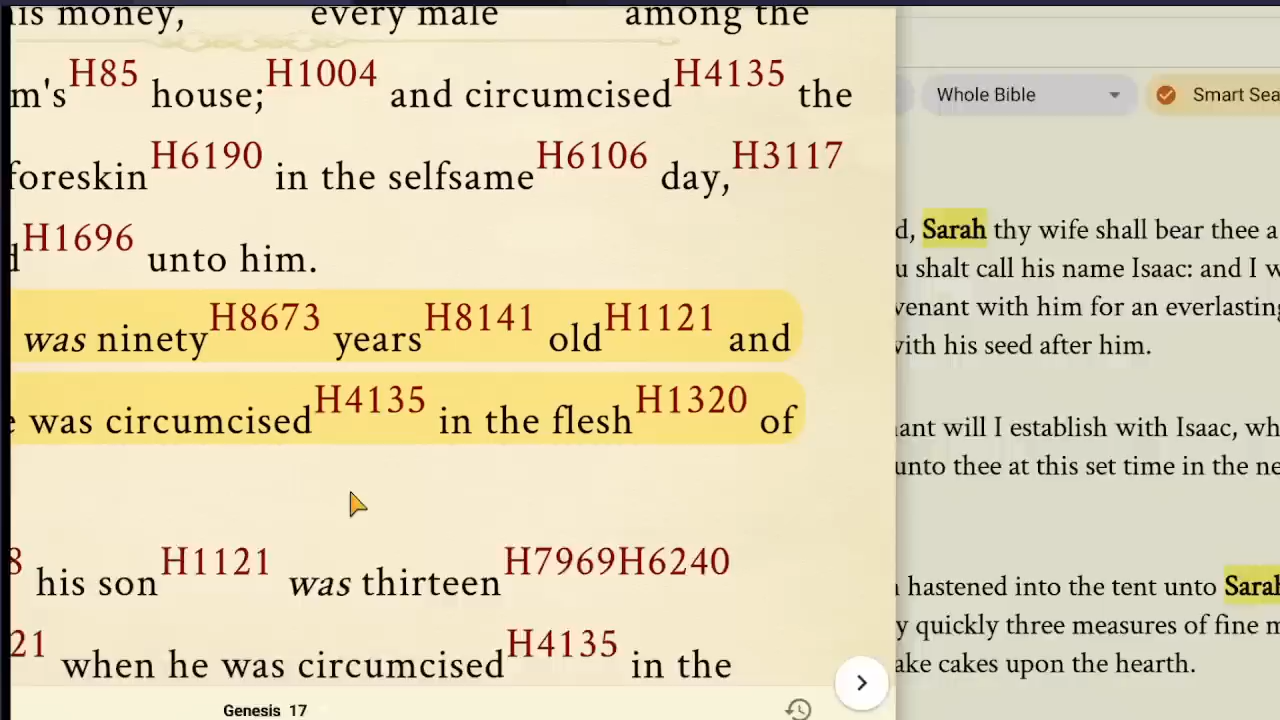 his money, every male among the
m's H85 house; H1004 and circumcised H4135 the
foreskin H6190 in the selfsame H6106 day, H3117
H1696 unto him.
was ninety H8673 years H8141 old H1121 and
was circumcised H4135 in the flesh H1320 of
8 his son H1121 was thirteen H7969H6240
21 when he was circumcised H4135 in the
Genesis 17
Whole Bible
Smart Sea
d, Sarah thy wife shall bear thee a
u shalt call his name Isaac: and I w
venant with him for an everlasting
with his seed after him.
nant will I establish with Isaac, wh
unto thee at this set time in the ne
hastened into the tent unto Sarah
y quickly three measures of fine m
ake cakes upon the hearth.